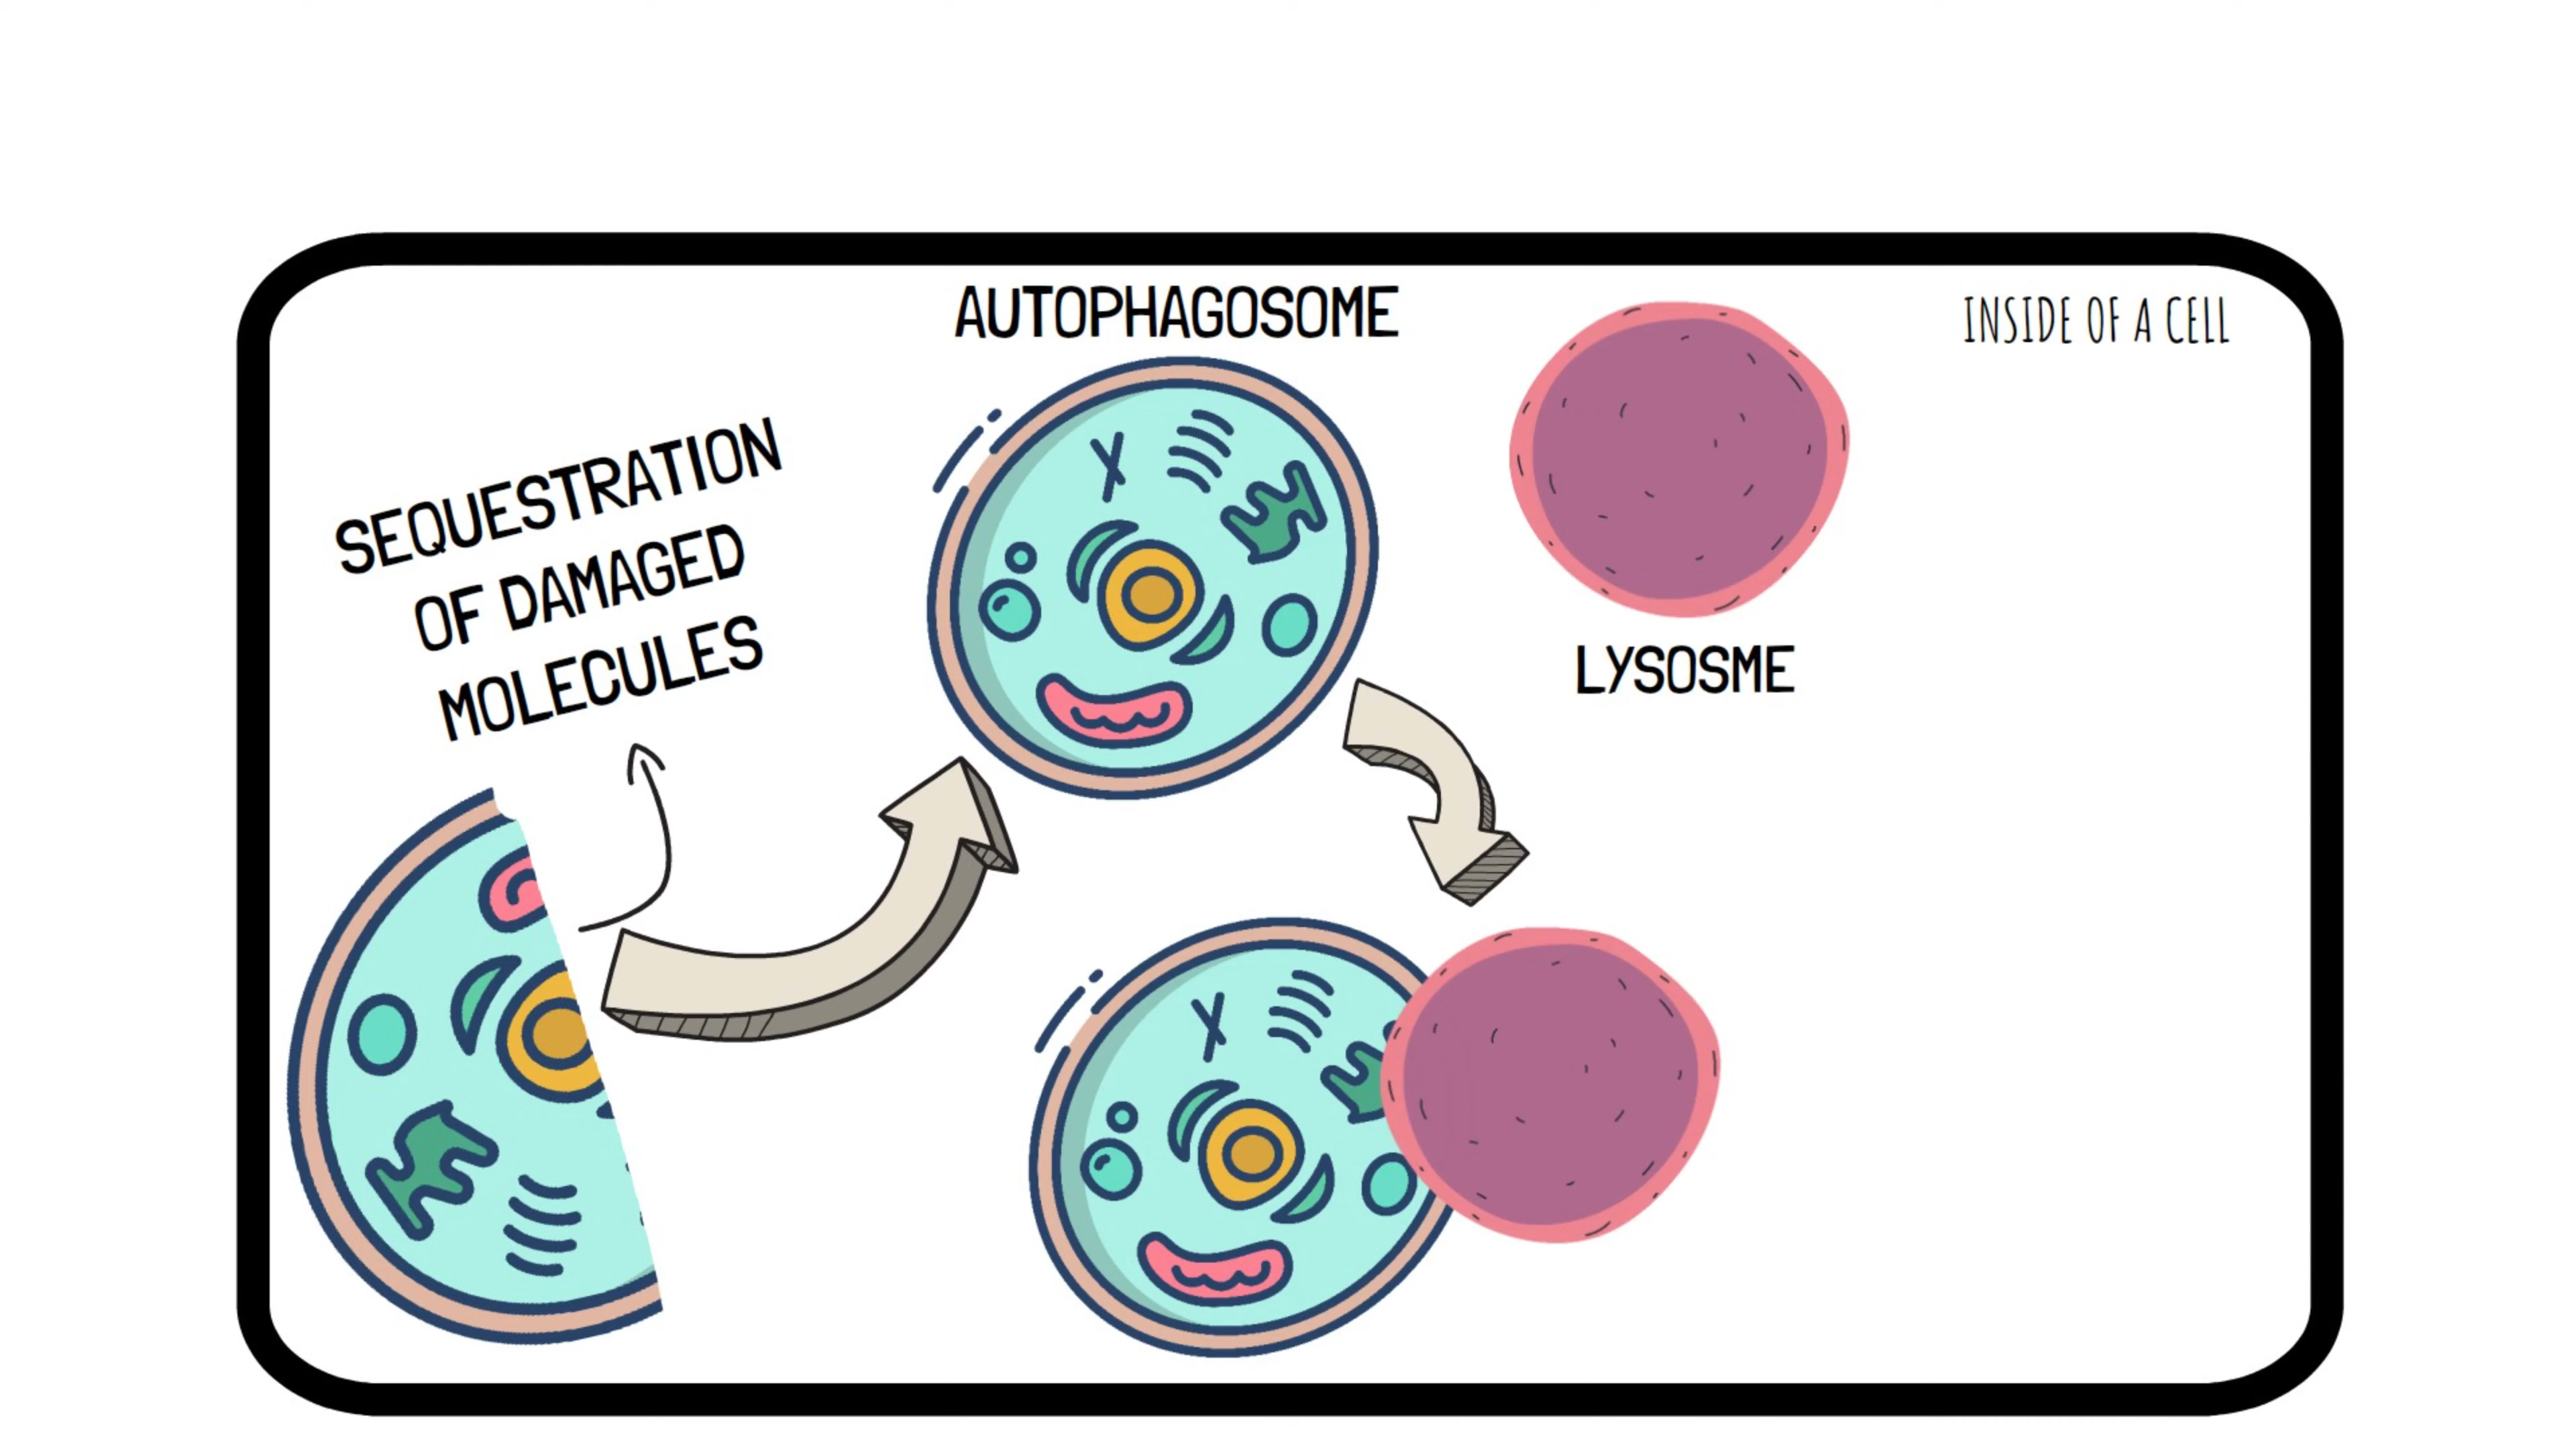 AUTOPHAGOSOME
INSIDE OF A CELL
SEQUESTRATION
OF DAMAGED
MOLECULES
LYSOSME